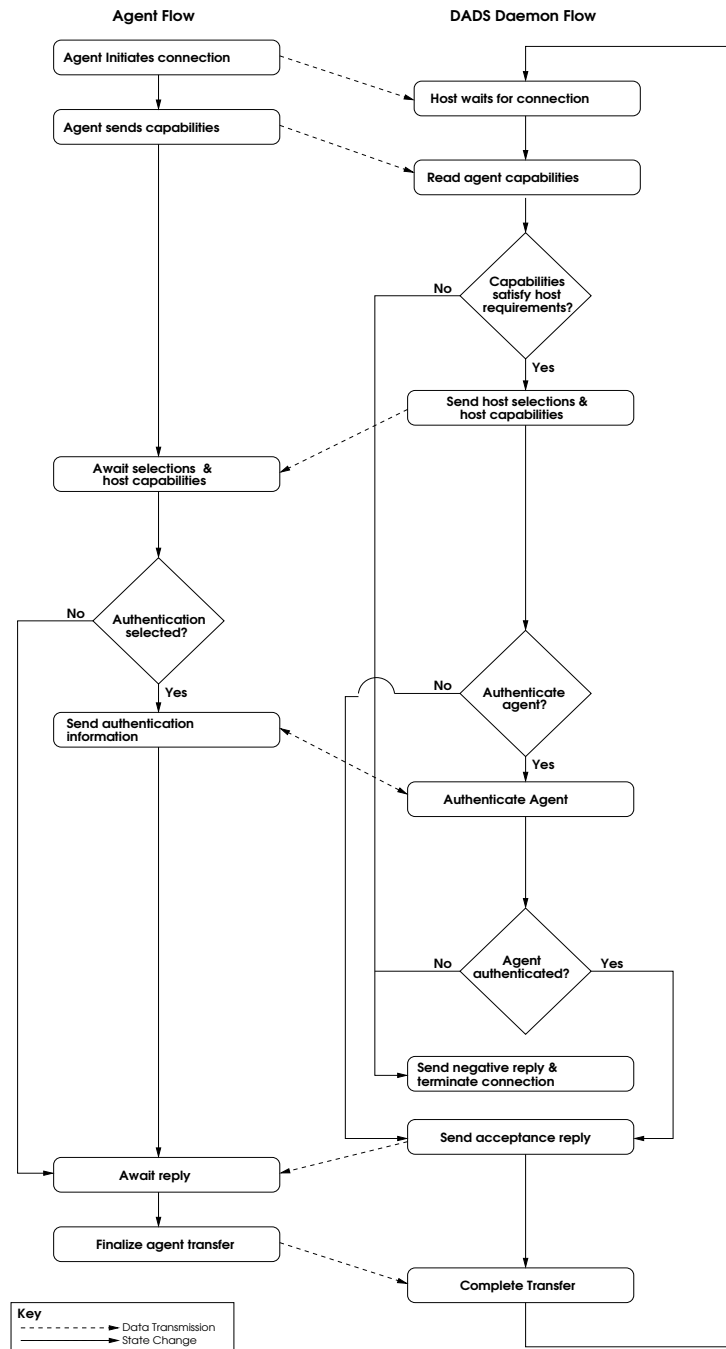 Agent Flow
DADS Daemon Flow
Agent Initiates connection
Host waits for connection
Agent sends capabilities
Read agent capabilities
Capabilities
satisfy host
requirements?
No
Yes
Send host selections &
host capabilities
Await selections &
host capabilities
No
Authentication
selected?
Yes
Send authentication
information
No
Authenticate
agent?
Yes
Authenticate Agent
No
Agent
authenticated?
Yes
Send negative reply &
terminate connection
Send acceptance reply
Await reply
Finalize agent transfer
Complete Transfer
Key
Data Transmission
State Change